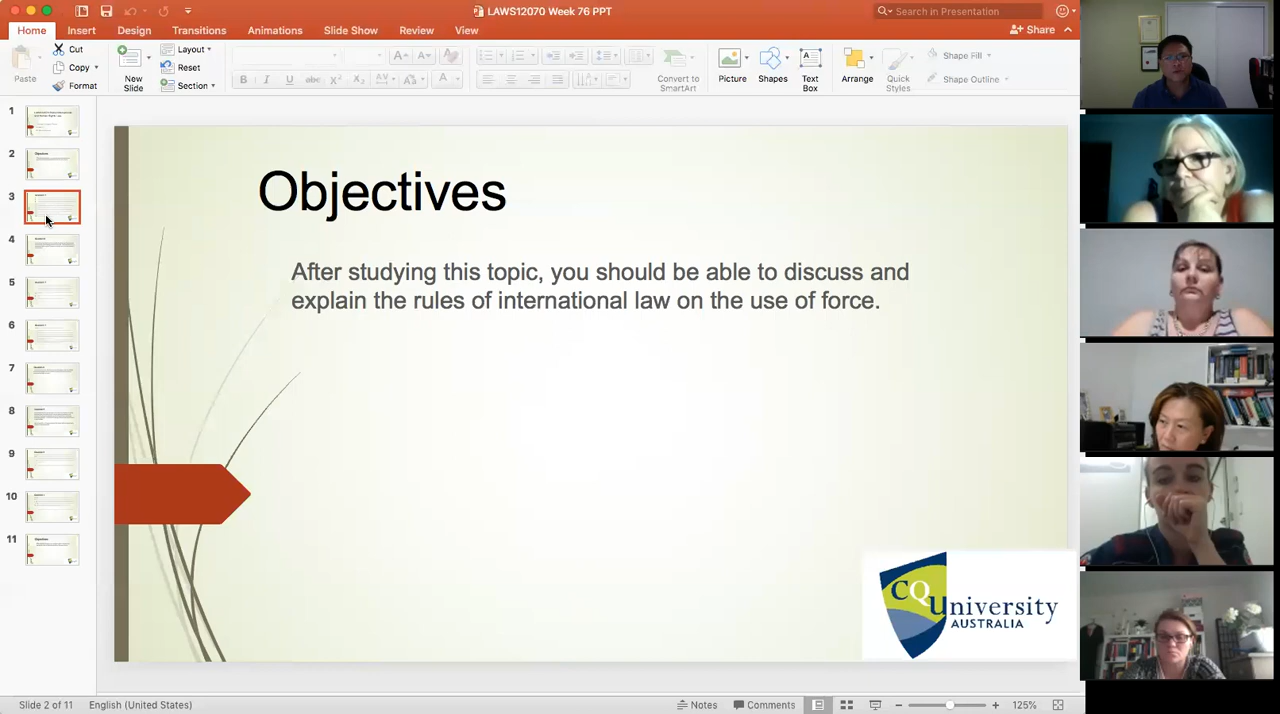 LAWS12070 Week 76 PPT
Search in Presentation
Home Insert Design Transitions Animations Slide Show Review View
Share
Paste
Cut
Copy
Format
New Slide
Layout
Reset
Section
Convert to SmartArt
Picture
Shapes
Text Box
Arrange
Quick Styles
Shape Fill
Shape Outline
1
2
3
4
5
6
7
8
9
10
11
Objectives
After studying this topic, you should be able to discuss and
explain the rules of international law on the use of force.
CQUniversity
AUSTRALIA
Slide 2 of 11 English (United States) Notes Comments 125%